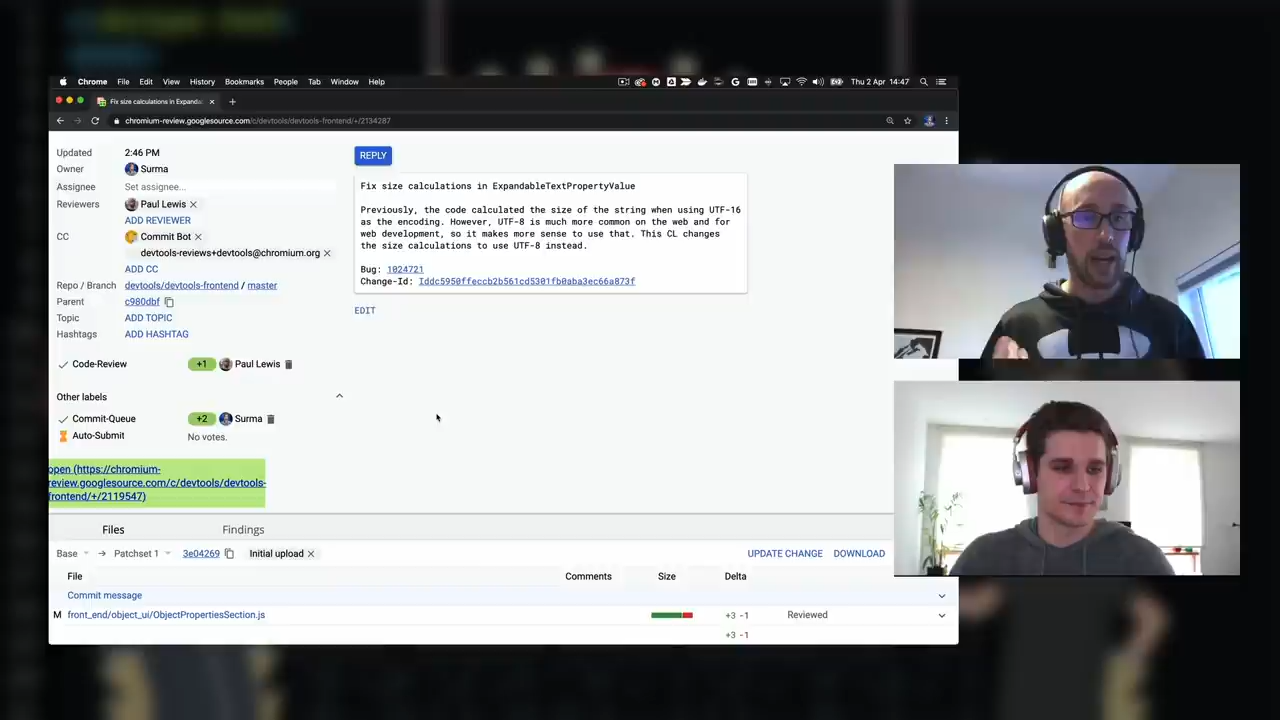 Chrome File Edit View History Bookmarks People Tab Window Help Thu 2 Apr 14:47
Fix size calculations in Expanda
chromium-review.googlesource.com/c/devtools/devtools-frontend/+/2134287
Updated 2:46 PM
Owner Surma
Assignee Set assignee...
Reviewers Paul Lewis
ADD REVIEWER
CC Commit Bot
devtools-reviews+devtools@chromium.org
ADD CC
Repo / Branch devtools/devtools-frontend / master
Parent c980dbf
Topic ADD TOPIC
Hashtags ADD HASHTAG
Code-Review +1 Paul Lewis
Other labels
Commit-Queue +2 Surma
Auto-Submit No votes.
open (https://chromium-
review.googlesource.com/c/devtools/devtools-
frontend/+/2119547)
REPLY
Fix size calculations in ExpandableTextPropertyValue
Previously, the code calculated the size of the string when using UTF-16
as the encoding. However, UTF-8 is much more common on the web and for
web development, so it makes more sense to use that. This CL changes
the size calculations to use UTF-8 instead.
Bug: 1024721
Change-Id: Iddc5950ffeccb2b561cd5301fb0aba3ec66a873f
EDIT
Files Findings
Base → Patchset 1 3e04269 Initial upload UPDATE CHANGE DOWNLOAD
File Comments Size Delta
Commit message
M front_end/object_ui/ObjectPropertiesSection.js +3 -1 Reviewed
+3 -1